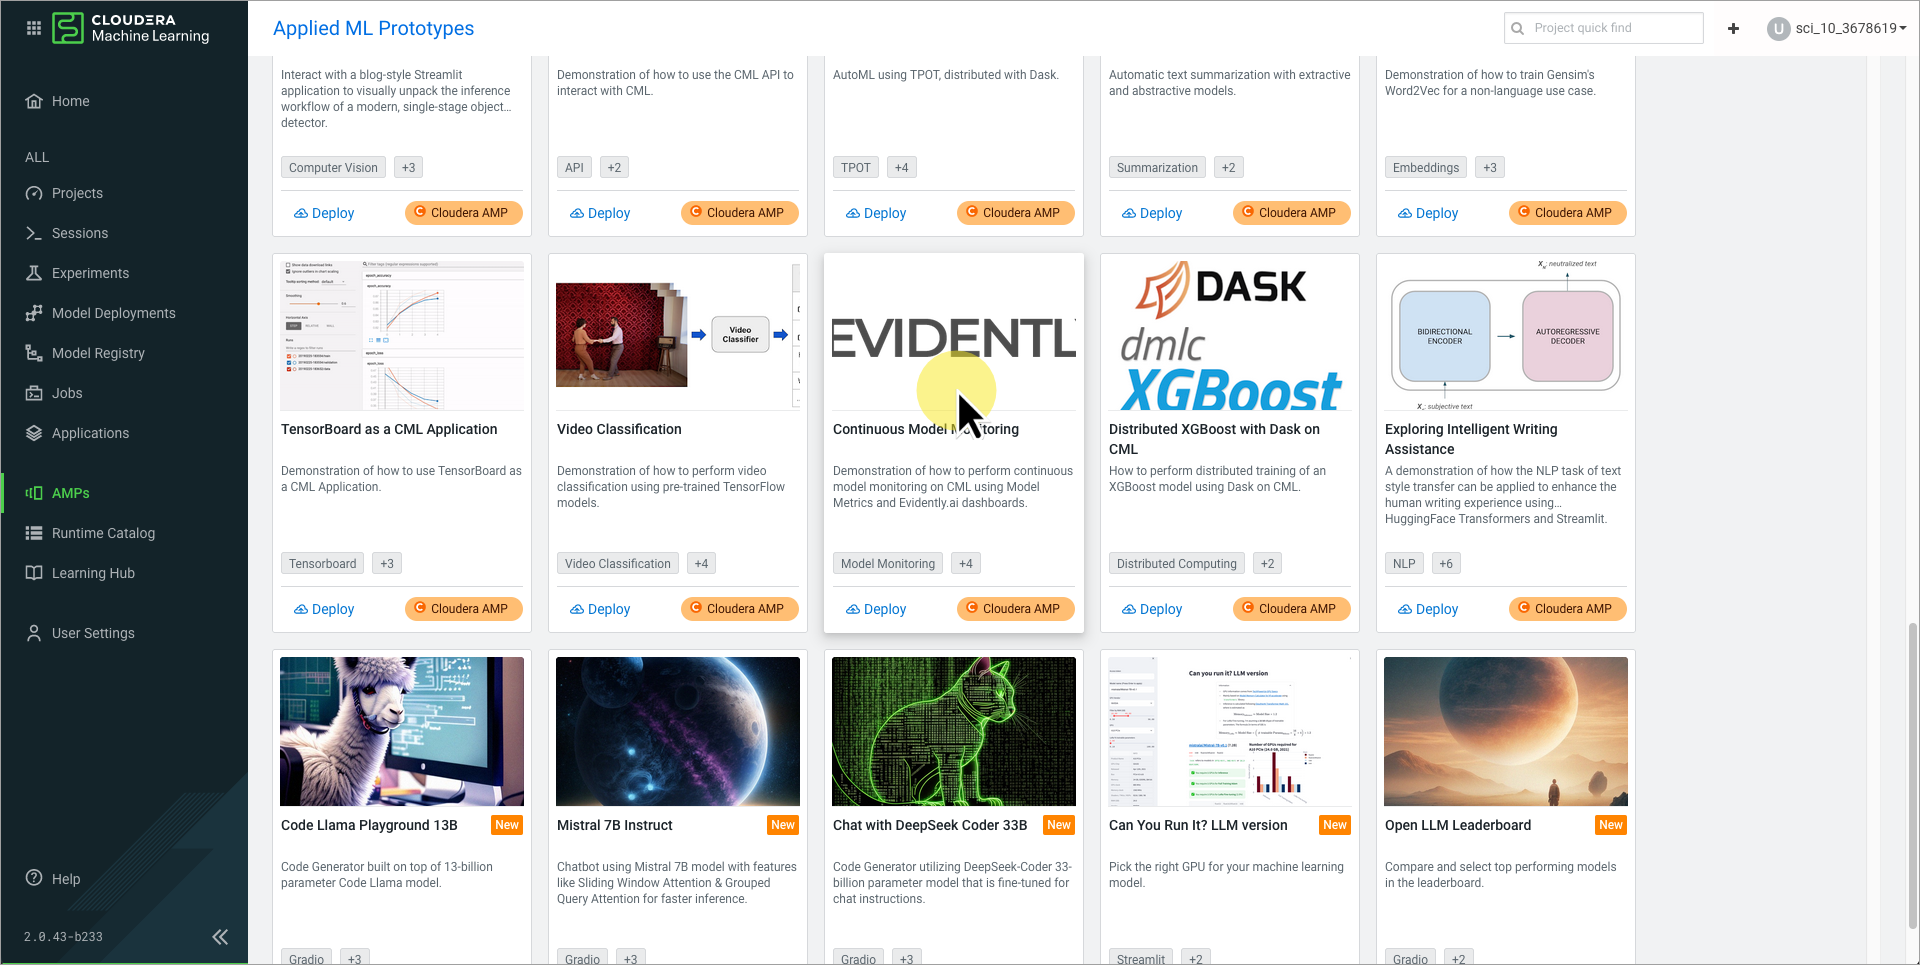 CLOUDERA
Machine Learning
Applied ML Prototypes
Project quick find
U
sci_10_3678619
Home
ALL
Projects
Sessions
Experiments
Model Deployments
Model Registry
Jobs
Applications
AMPs
Runtime Catalog
Learning Hub
User Settings
Help
2.0.43-b233
Interact with a blog-style Streamlit
application to visually unpack the inference
workflow of a modern, single-stage object...
detector.
Computer Vision +3
Deploy Cloudera AMP
Demonstration of how to use the CML API to
interact with CML.
API +2
Deploy Cloudera AMP
AutoML using TPOT, distributed with Dask.
TPOT +4
Deploy Cloudera AMP
Automatic text summarization with extractive
and abstractive models.
Summarization +2
Deploy Cloudera AMP
Demonstration of how to train Gensim's
Word2Vec for a non-language use case.
Embeddings +3
Deploy Cloudera AMP
TensorBoard as a CML Application
Demonstration of how to use TensorBoard as
a CML Application.
Tensorboard +3
Deploy Cloudera AMP
Video
Classifier
Video Classification
Demonstration of how to perform video
classification using pre-trained TensorFlow
models.
Video Classification +4
Deploy Cloudera AMP
EVIDENTL
Continuous Model Monitoring
Demonstration of how to perform continuous
model monitoring on CML using Model
Metrics and Evidently.ai dashboards.
Model Monitoring +4
Deploy Cloudera AMP
DASK
dmlc
XGBoost
Distributed XGBoost with Dask on
CML
How to perform distributed training of an
XGBoost model using Dask on CML.
Distributed Computing +2
Deploy Cloudera AMP
: neutralized text
BIDIRECTIONAL
ENCODER
AUTOREGRESSIVE
DECODER
: subjective text
Exploring Intelligent Writing
Assistance
A demonstration of how the NLP task of text
style transfer can be applied to enhance the
human writing experience using...
HuggingFace Transformers and Streamlit.
NLP +6
Deploy Cloudera AMP
Code Llama Playground 13B New
Code Generator built on top of 13-billion
parameter Code Llama model.
Gradio +3
Mistral 7B Instruct New
Chatbot using Mistral 7B model with features
like Sliding Window Attention & Grouped
Query Attention for faster inference.
Gradio +3
Chat with DeepSeek Coder 33B New
Code Generator utilizing DeepSeek-Coder 33-
billion parameter model that is fine-tuned for
chat instructions.
Gradio +3
Can you run it? LLM version
Can You Run It? LLM version New
Pick the right GPU for your machine learning
model.
Streamlit +2
Open LLM Leaderboard New
Compare and select top performing models
in the leaderboard.
Gradio +2